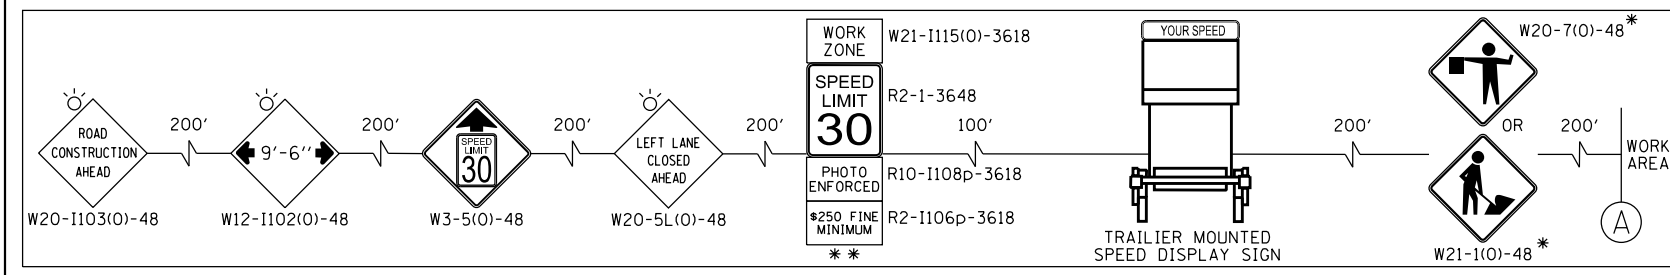 ROAD
CONSTRUCTION
AHEAD
W20-I103(O)-48
200'
9'-6"
W12-I102(O)-48
200'
SPEED
LIMIT
30
W3-5(O)-48
200'
LEFT LANE
CLOSED
AHEAD
W20-5L(O)-48
200'
WORK
ZONE
W21-I115(O)-3618
SPEED
LIMIT
30
R2-1-3648
PHOTO
ENFORCED
R10-I108p-3618
$250 FINE
MINIMUM
R2-I106p-3618
**
100'
YOUR SPEED
TRAILIER MOUNTED
SPEED DISPLAY SIGN
200'
W20-7(O)-48*
OR
W21-1(O)-48*
200'
WORK
AREA
A